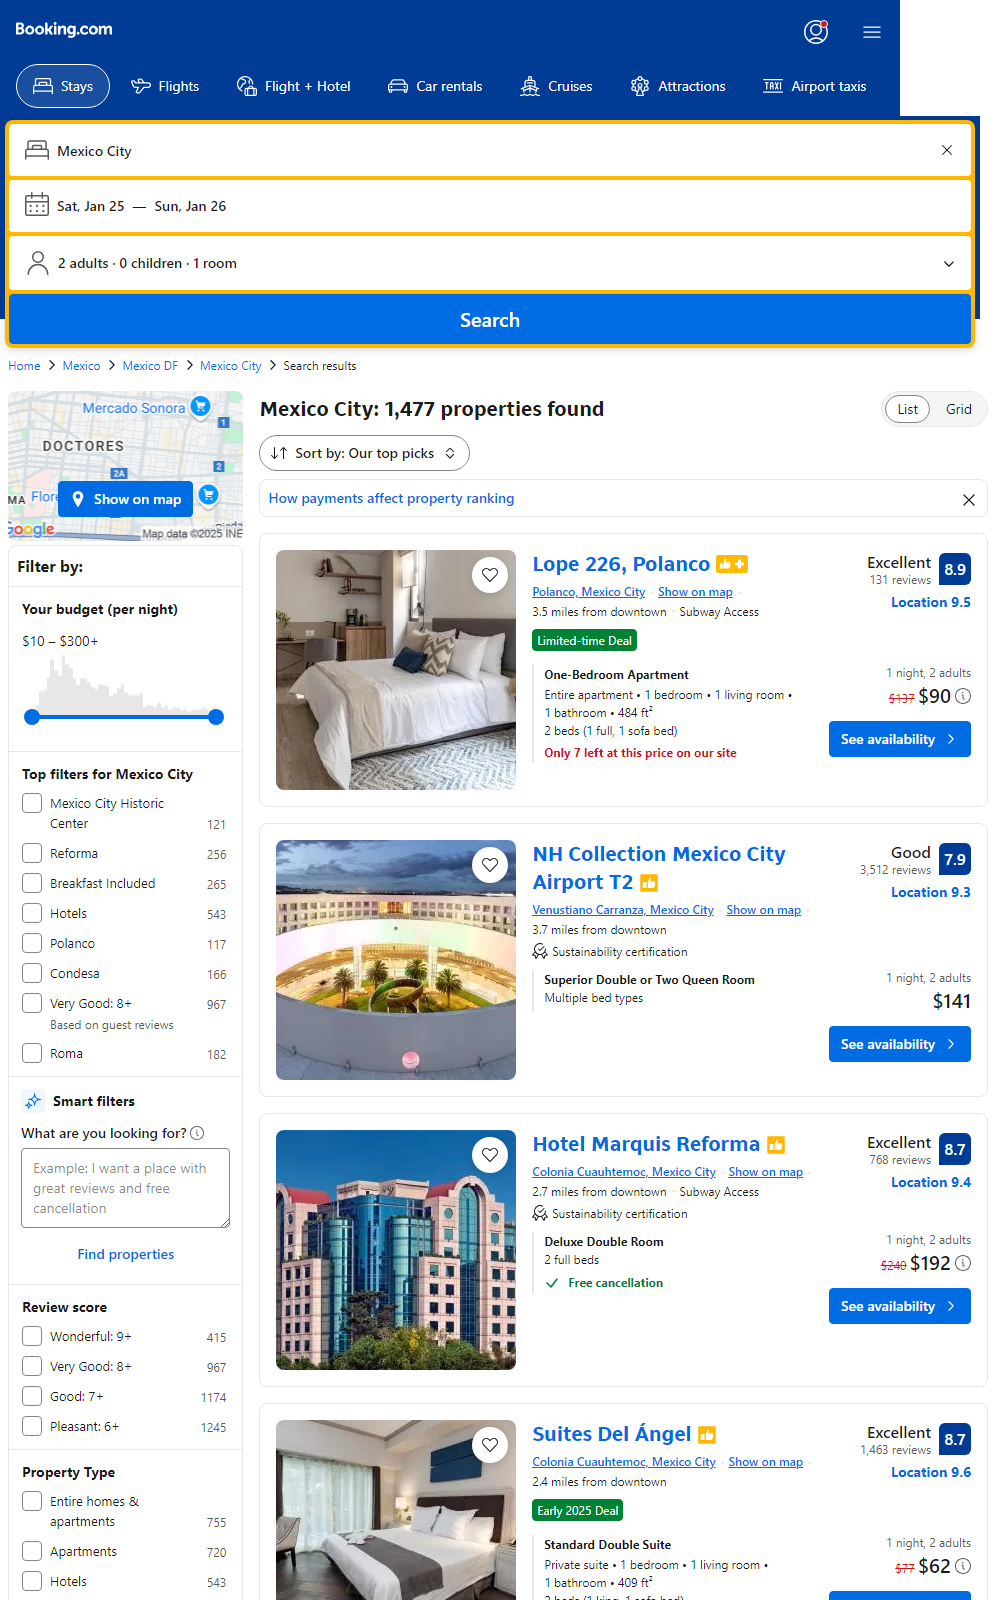 Booking.com
Stays
Flights
Flight + Hotel
Car rentals
Cruises
Attractions
TAXI
Airport taxis
Mexico City
Sat, Jan 25 — Sun, Jan 26
2 adults · 0 children · 1 room
Search
Home > Mexico > Mexico DF > Mexico City > Search results
Mercado Sonora
1
DOCTORES
2A
2
MA
Flore
Show on map
Google
Map data ©2025 INE
Filter by:
Your budget (per night)
$10 – $300+
Top filters for Mexico City
Mexico City Historic
Center 121
Reforma 256
Breakfast Included 265
Hotels 543
Polanco 117
Condesa 166
Very Good: 8+ 967
Based on guest reviews
Roma 182
Smart filters
What are you looking for?
Example: I want a place with
great reviews and free
cancellation
Find properties
Review score
Wonderful: 9+ 415
Very Good: 8+ 967
Good: 7+ 1174
Pleasant: 6+ 1245
Property Type
Entire homes &
apartments 755
Apartments 720
Hotels 543
Mexico City: 1,477 properties found
List
Grid
Sort by: Our top picks
How payments affect property ranking
Lope 226, Polanco
Excellent
131 reviews
8.9
Location 9.5
Polanco, Mexico City · Show on map ·
3.5 miles from downtown · Subway Access
Limited-time Deal
One-Bedroom Apartment
Entire apartment • 1 bedroom • 1 living room •
1 bathroom • 484 ft²
2 beds (1 full, 1 sofa bed)
Only 7 left at this price on our site
1 night, 2 adults
$137 $90
See availability
NH Collection Mexico City
Airport T2
Good
3,512 reviews
7.9
Location 9.3
Venustiano Carranza, Mexico City · Show on map ·
3.7 miles from downtown
Sustainability certification
Superior Double or Two Queen Room
Multiple bed types
1 night, 2 adults
$141
See availability
Hotel Marquis Reforma
Excellent
768 reviews
8.7
Location 9.4
Colonia Cuauhtemoc, Mexico City · Show on map ·
2.7 miles from downtown · Subway Access
Sustainability certification
Deluxe Double Room
2 full beds
Free cancellation
1 night, 2 adults
$240 $192
See availability
Suites Del Ángel
Excellent
1,463 reviews
8.7
Location 9.6
Colonia Cuauhtemoc, Mexico City · Show on map ·
2.4 miles from downtown
Early 2025 Deal
Standard Double Suite
Private suite • 1 bedroom • 1 living room •
1 bathroom • 409 ft²
2 beds (1 king, 1 sofa bed)
1 night, 2 adults
$77 $62